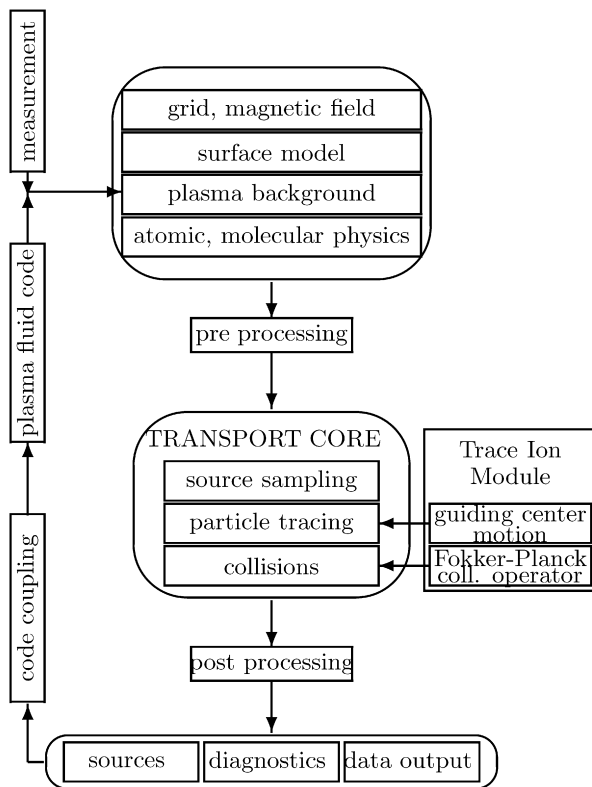 measurement
plasma fluid code
code coupling
grid, magnetic field
surface model
plasma background
atomic, molecular physics
pre processing
TRANSPORT CORE
source sampling
particle tracing
collisions
Trace Ion
Module
guiding center
motion
Fokker-Planck
coll. operator
post processing
sources
diagnostics
data output